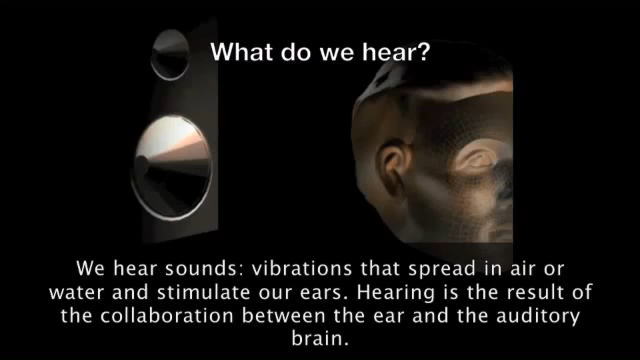 What do we hear?
We hear sounds: vibrations that spread in air or
water and stimulate our ears. Hearing is the result of
the collaboration between the ear and the auditory
brain.